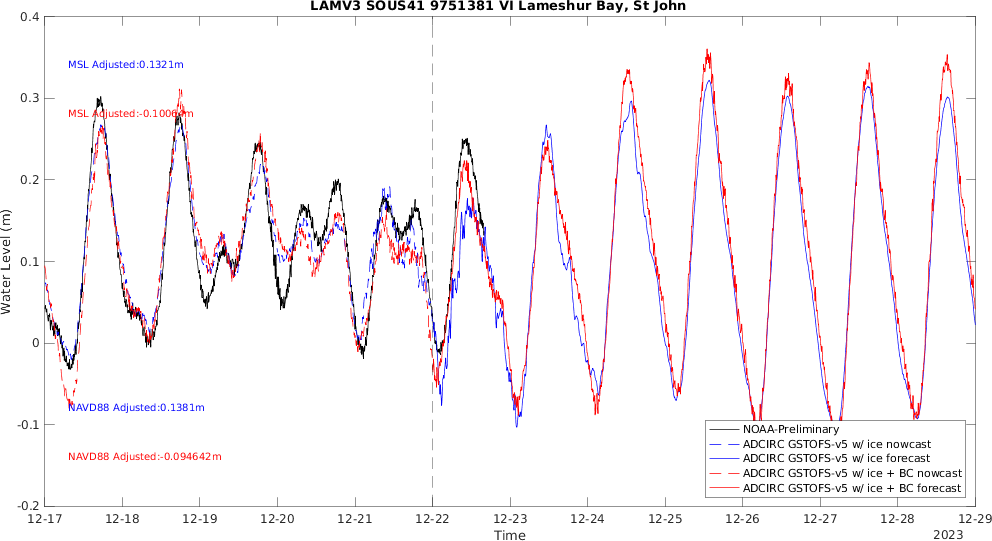 LAMV3 SOUS41 9751381 VI Lameshur Bay, St John
0.4
0.3
0.2
0.1
0
-0.1
-0.2
Water Level (m)
MSL Adjusted:0.1321m
MSL Adjusted:-0.1006 m
NAVD88 Adjusted:0.1381m
NAVD88 Adjusted:-0.094642m
NOAA-Preliminary
ADCIRC GSTOFS-v5 w/ ice nowcast
ADCIRC GSTOFS-v5 w/ ice forecast
ADCIRC GSTOFS-v5 w/ ice + BC nowcast
ADCIRC GSTOFS-v5 w/ ice + BC forecast
12-17 12-18 12-19 12-20 12-21 12-22 12-23 12-24 12-25 12-26 12-27 12-28 12-29
Time
2023